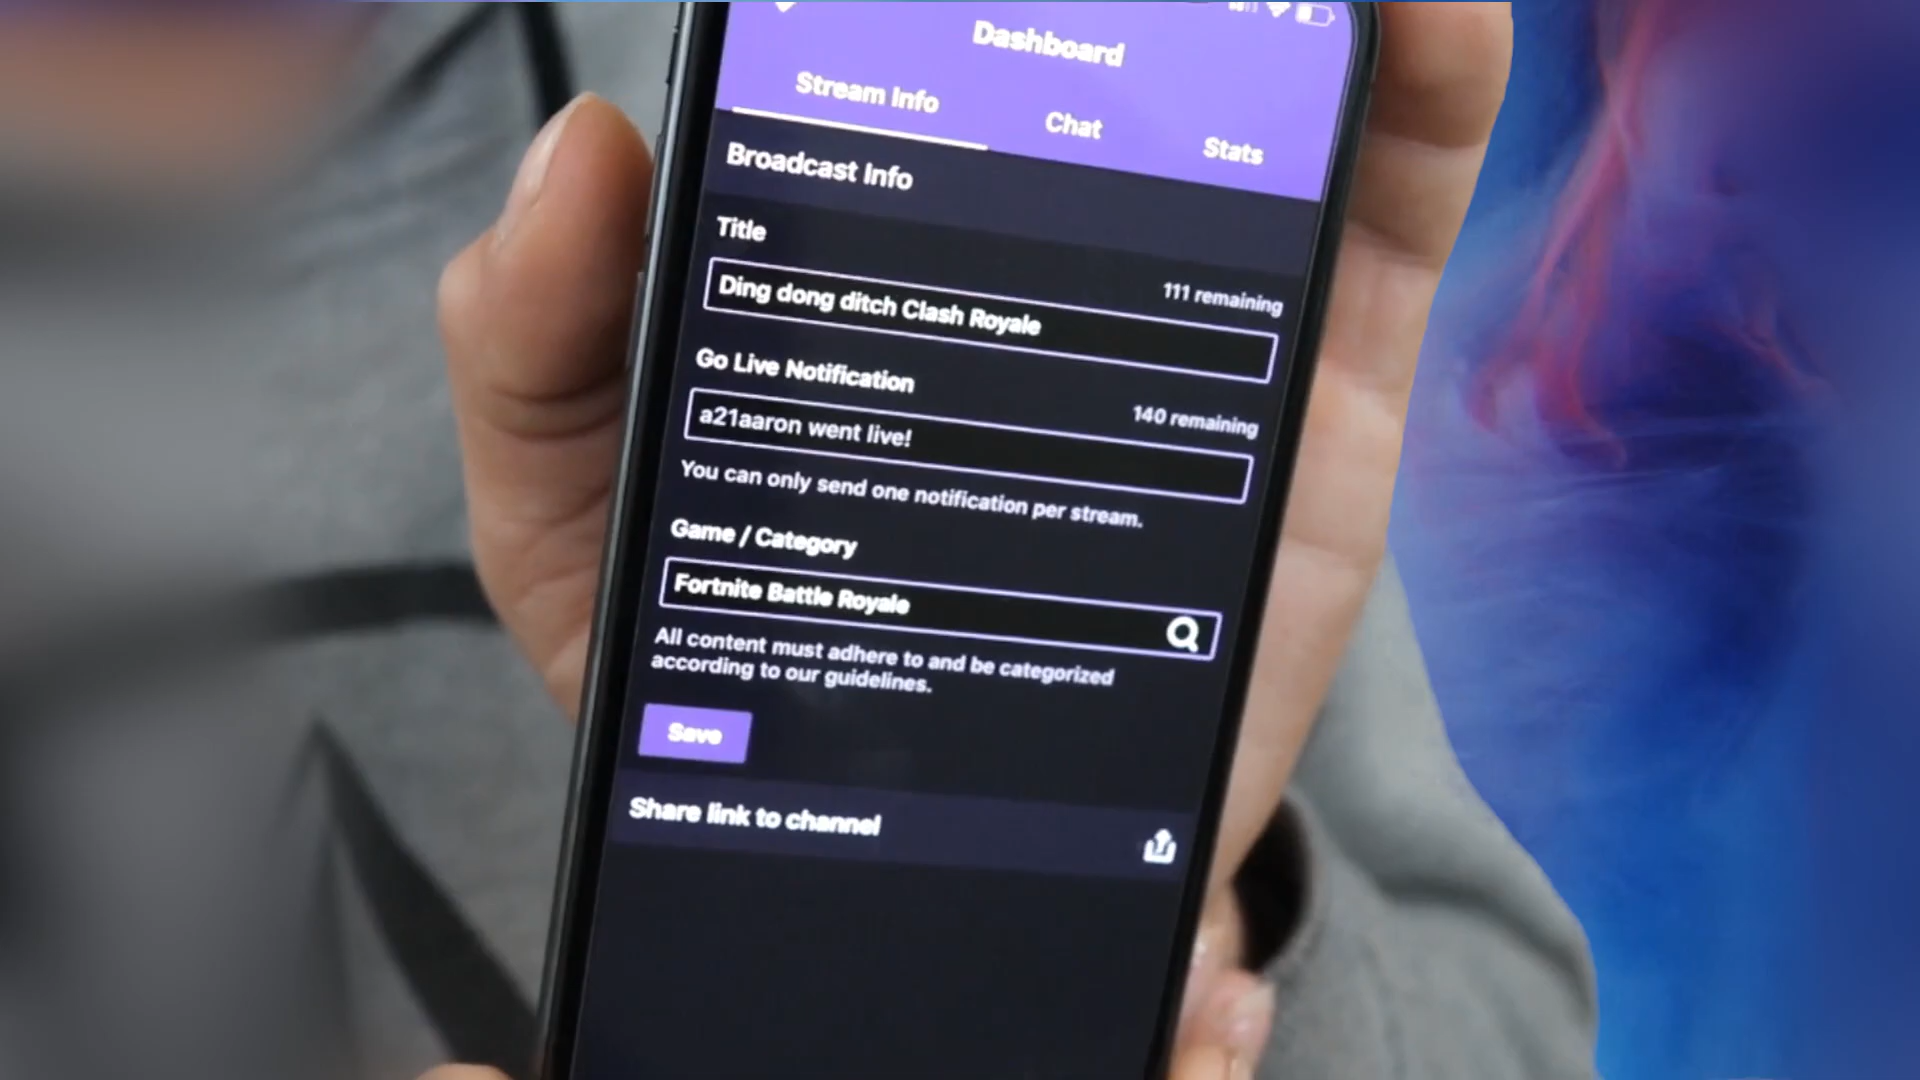 Dashboard
Stream Info
Chat
Stats
Broadcast Info
Title
111 remaining
Ding dong ditch Clash Royale
Go Live Notification
140 remaining
a21aaron went live!
You can only send one notification per stream.
Game / Category
Fortnite Battle Royale
All content must adhere to and be categorized
according to our guidelines.
Save
Share link to channel